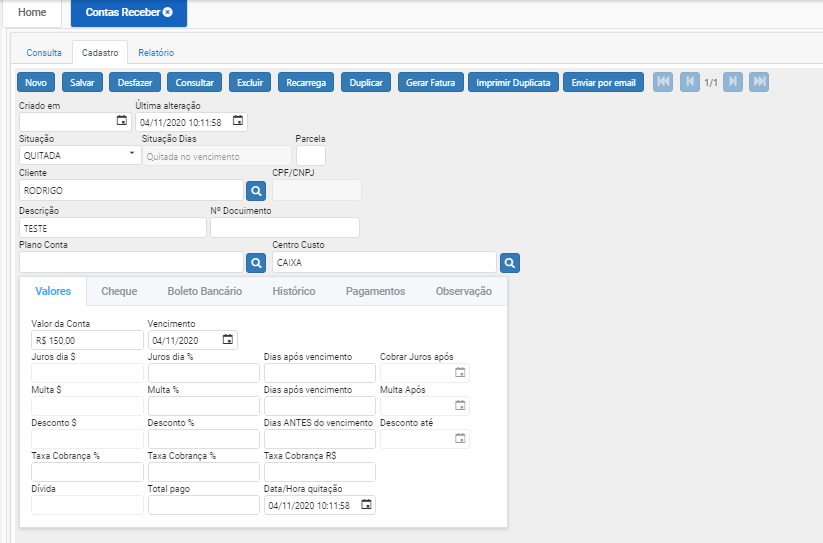 Home Contas Receber
Consulta Cadastro Relatório
Novo Salvar Desfazer Consultar Excluir Recarrega Duplicar Gerar Fatura Imprimir Duplicata Enviar por email 1/1
Criado em Última alteração
04/11/2020 10:11:58
Situação Situação Dias Parcela
QUITADA Quitada no vencimento
Cliente CPF/CNPJ
RODRIGO
Descrição Nº Docuimento
TESTE
Plano Conta Centro Custo
CAIXA
Valores Cheque Boleto Bancário Histórico Pagamentos Observação
Valor da Conta Vencimento
R$ 150,00 04/11/2020
Juros dia $ Juros dia % Dias após vencimento Cobrar Juros após
Multa $ Multa % Dias após vencimento Multa Após
Desconto $ Desconto % Dias ANTES do vencimento Desconto até
Taxa Cobrança % Taxa Cobrança % Taxa Cobrança R$
Dívida Total pago Data/Hora quitação
04/11/2020 10:11:58